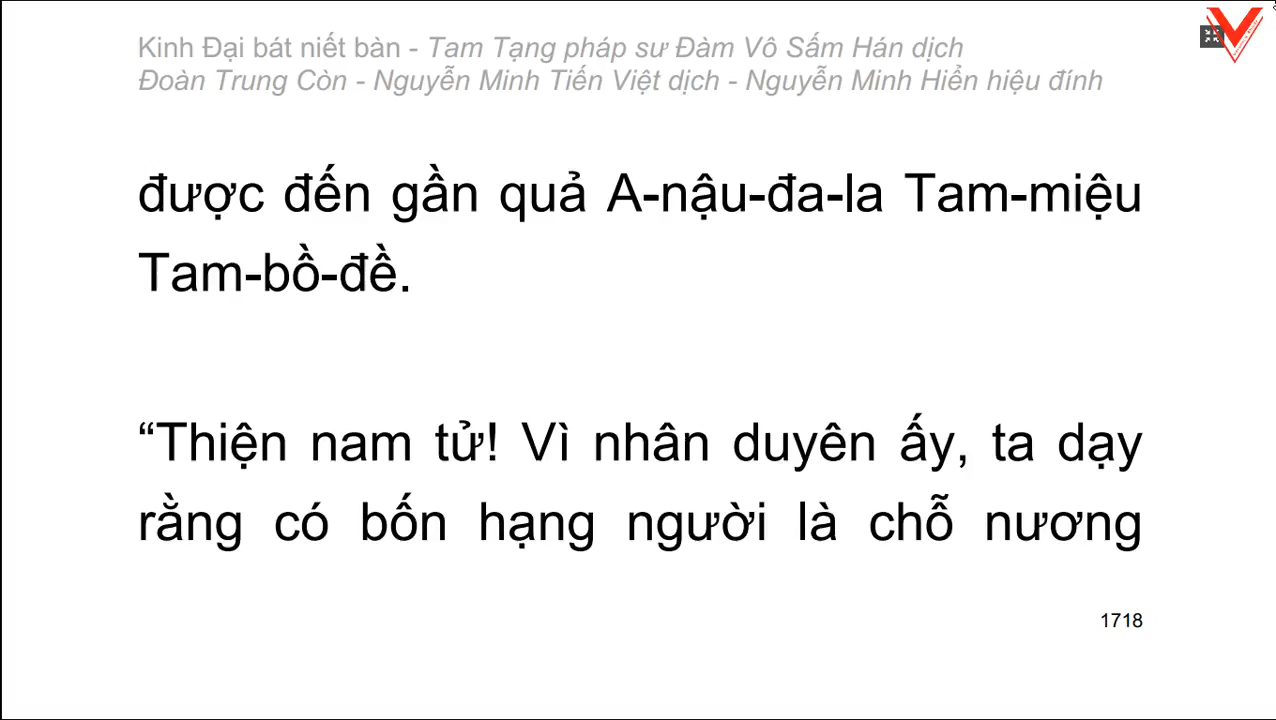 Kinh Đại bát niết bàn - Tam Tạng pháp sư Đàm Vô Sấm Hán dịch
Đoàn Trung Còn - Nguyễn Minh Tiến Việt dịch - Nguyễn Minh Hiển hiệu đính
được đến gần quả A-nậu-đa-la Tam-miệu
Tam-bồ-đề.
“Thiện nam tử! Vì nhân duyên ấy, ta dạy
rằng có bốn hạng người là chỗ nương
1718